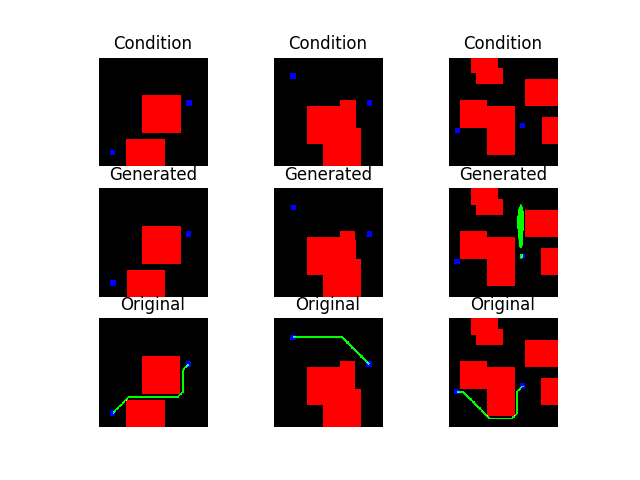 Condition Condition Condition
Generated Generated Generated
Original Original Original